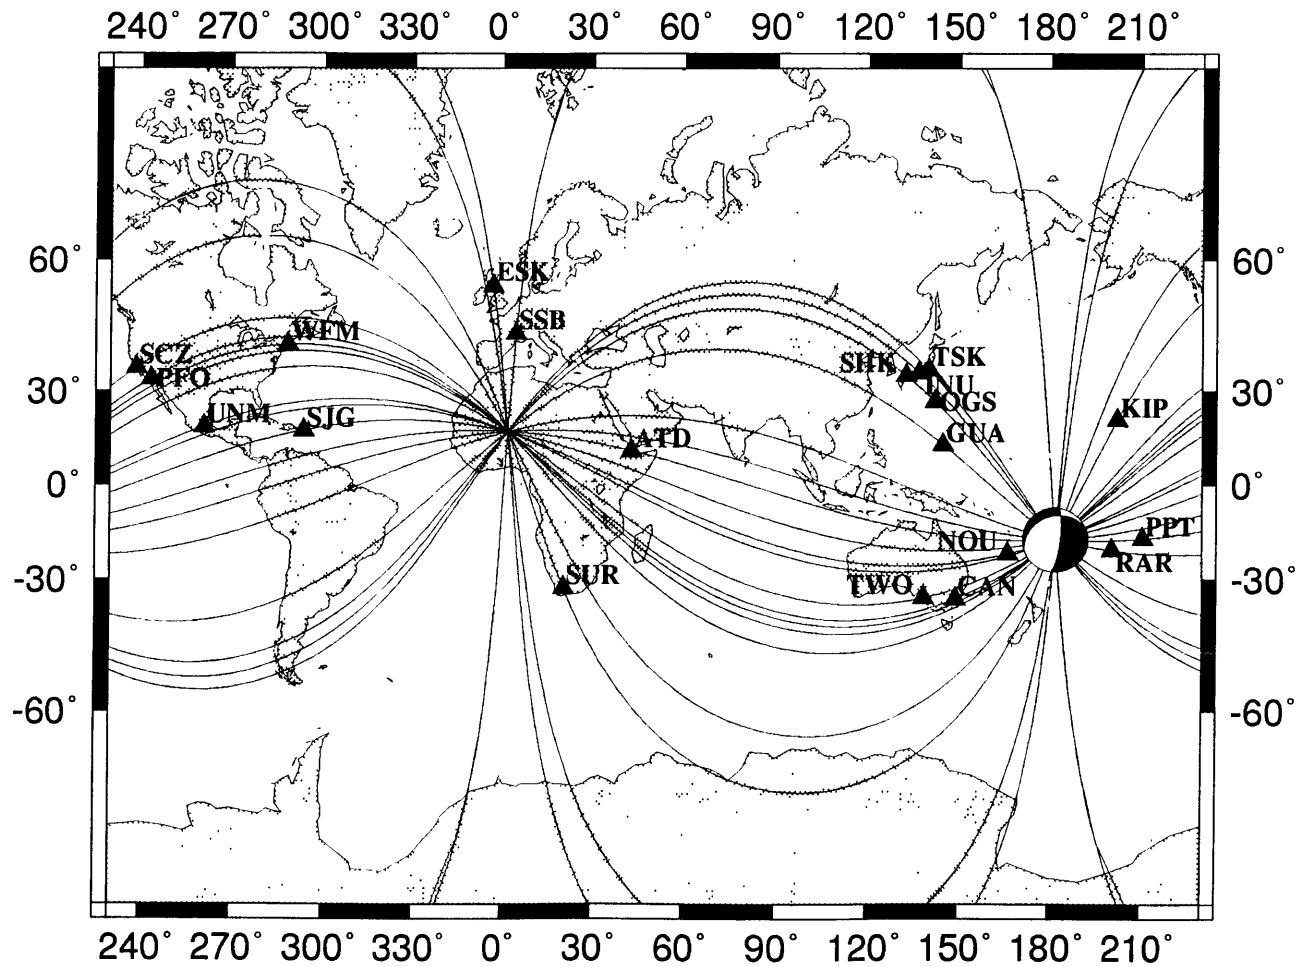 240° 270° 300° 330° 0° 30° 60° 90° 120° 150° 180° 210°
60° 60°
ESK
SSB
WFM
SCZ
PFO
SHK TSK
INU
30° 30°
OGS
UNM SJG KIP
GUA
ATD
0° 0°
NOU PPT
RAR
-30° SUR TWO CAN -30°
-60° -60°
240° 270° 300° 330° 0° 30° 60° 90° 120° 150° 180° 210°